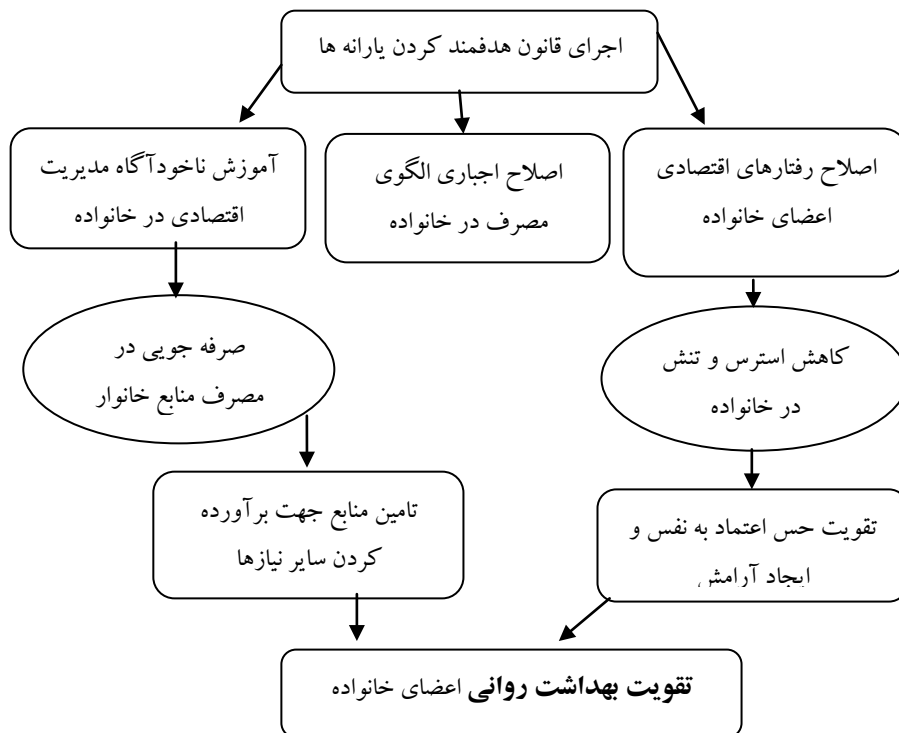 اجرای قانون هدفمند کردن یارانه ها
اصلاح رفتارهای اقتصادی
اعضای خانواده
اصلاح اجباری الگوی
مصرف در خانواده
آموزش ناخودآگاه مدیریت
اقتصادی در خانواده
کاهش استرس و تنش
در خانواده
صرفه جویی در
مصرف منابع خانوار
تقویت حس اعتماد به نفس و
ایجاد آرامش
تامین منابع جهت برآورده
کردن سایر نیازها
تقویت بهداشت روانی اعضای خانواده